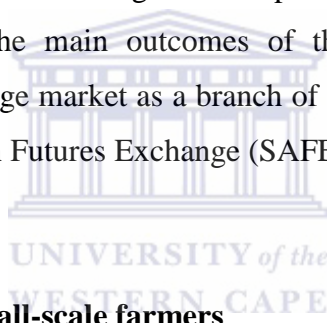 he main outcomes of th
ge market as a branch of
Futures Exchange (SAFE
UNIVERSITY of the
all-scale farmers
WESTERN CAPE